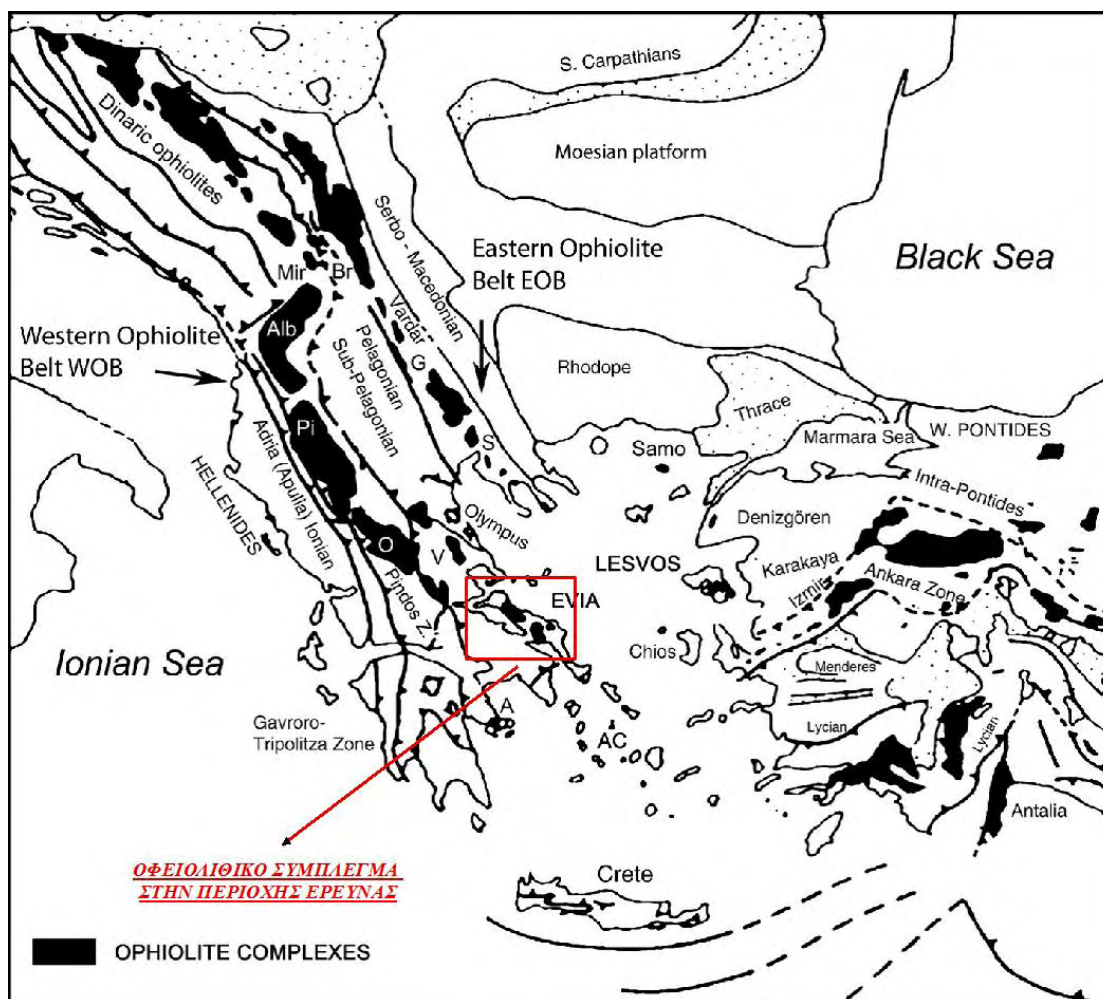 S. Carpathians
Dinaric ophiolites
Moesian platform
Serbo - Macedonian
Eastern Ophiolite
Belt EOB
Black Sea
Mir
Br
Western Ophiolite
Belt WOB
Alb
Vardar
Pelagonian
Sub-Pelagonian
G
Rhodope
Thrace
Pi
S
Samo
Marmara Sea
W. PONTIDES
Adria (Apulia) Ionian
HELLENIDES
Intra-Pontides
Olympus
Denizgören
O
V
LESVOS
Karakaya
Izmir
Ankara Zone
EVIA
Pindos Z.
Ionian Sea
Chios
Menderes
A
Gavroro-
Tripolitza Zone
AC
Lycian
Lycian
Antalia
ΟΦΕΙΟΛΙΘΙΚΟ ΣΥΜΠΛΕΓΜΑ
ΣΤΗΝ ΠΕΡΙΟΧΗΣ ΕΡΕΥΝΑΣ
Crete
OPHIOLITE COMPLEXES